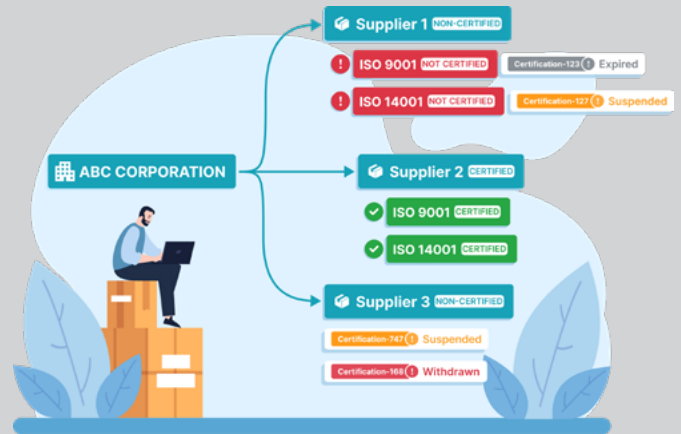 Supplier 1 NON-CERTIFIED
ISO 9001 NOT CERTIFIED Certification-123 Expired
ISO 14001 NOT CERTIFIED Certification-127 Suspended
ABC CORPORATION
Supplier 2 CERTIFIED
ISO 9001 CERTIFIED
ISO 14001 CERTIFIED
Supplier 3 NON-CERTIFIED
Certification-747 Suspended
Certification-168 Withdrawn